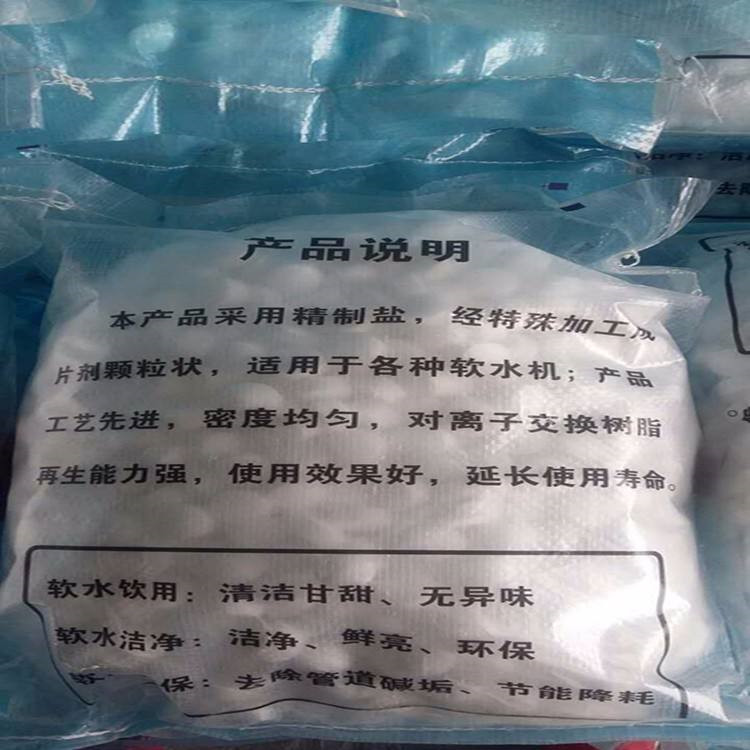 产品说明
本产品采用精制盐，经特殊加工成
片剂颗粒状，适用于各种软水机；产品
工艺先进，密度均匀，对离子交换树脂
再生能力强，使用效果好，延长使用寿命。
软水饮用：清洁甘甜、无异味
软水洁净：洁净、鲜亮、环保
软保：去除管道碱垢、节能降耗